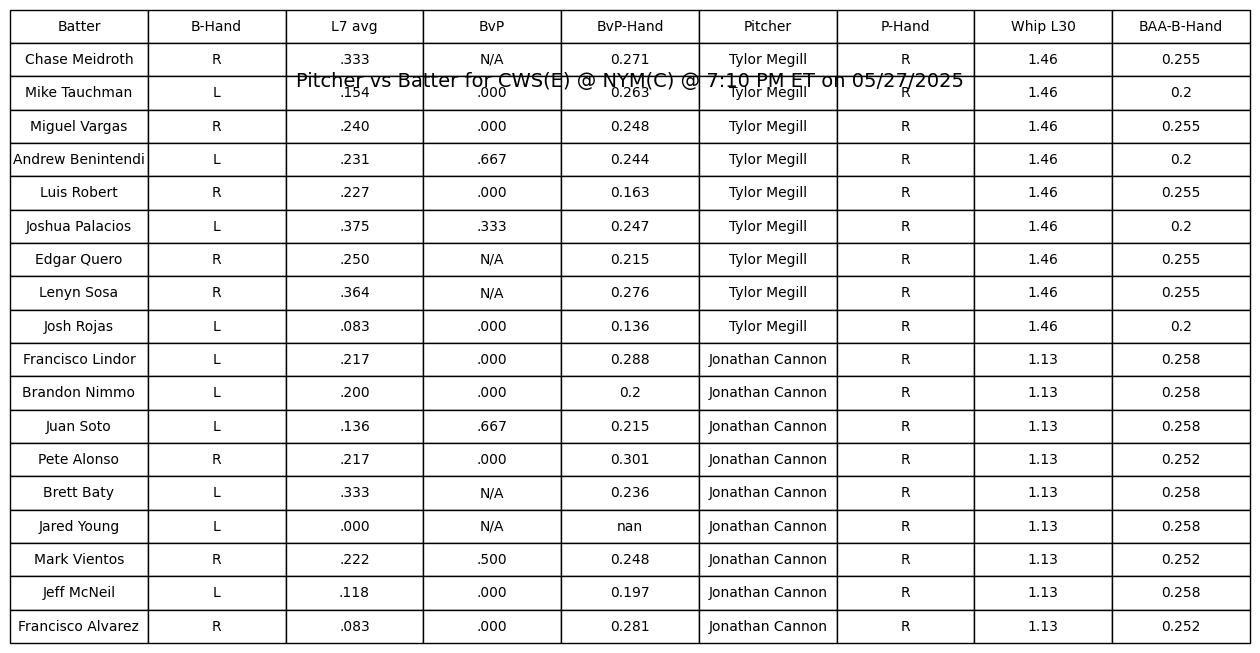 Batter B-Hand L7 avg BvP BvP-Hand Pitcher P-Hand Whip L30 BAA-B-Hand
Chase Meidroth R .333 N/A 0.271 Tylor Megill R 1.46 0.255
Pitcher vs Batter for CWS(E) @ NYM(C) @ 7:10 PM ET on 05/27/2025
Mike Tauchman L .154 .000 0.263 Tylor Megill R 1.46 0.2
Miguel Vargas R .240 .000 0.248 Tylor Megill R 1.46 0.255
Andrew Benintendi L .231 .667 0.244 Tylor Megill R 1.46 0.2
Luis Robert R .227 .000 0.163 Tylor Megill R 1.46 0.255
Joshua Palacios L .375 .333 0.247 Tylor Megill R 1.46 0.2
Edgar Quero R .250 N/A 0.215 Tylor Megill R 1.46 0.255
Lenyn Sosa R .364 N/A 0.276 Tylor Megill R 1.46 0.255
Josh Rojas L .083 .000 0.136 Tylor Megill R 1.46 0.2
Francisco Lindor L .217 .000 0.288 Jonathan Cannon R 1.13 0.258
Brandon Nimmo L .200 .000 0.2 Jonathan Cannon R 1.13 0.258
Juan Soto L .136 .667 0.215 Jonathan Cannon R 1.13 0.258
Pete Alonso R .217 .000 0.301 Jonathan Cannon R 1.13 0.252
Brett Baty L .333 N/A 0.236 Jonathan Cannon R 1.13 0.258
Jared Young L .000 N/A nan Jonathan Cannon R 1.13 0.258
Mark Vientos R .222 .500 0.248 Jonathan Cannon R 1.13 0.252
Jeff McNeil L .118 .000 0.197 Jonathan Cannon R 1.13 0.258
Francisco Alvarez R .083 .000 0.281 Jonathan Cannon R 1.13 0.252